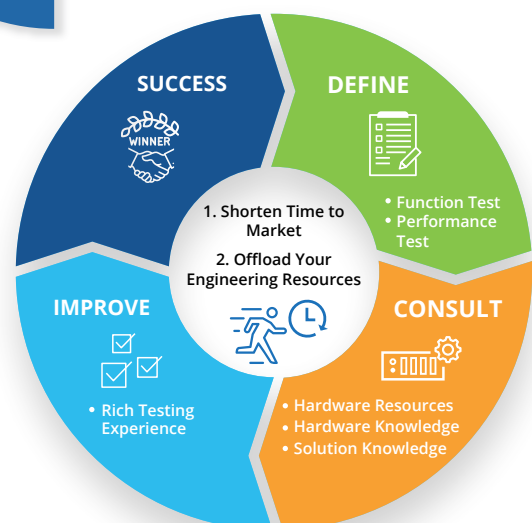 SUCCESS
WINNER
DEFINE
• Function Test
• Performance
Test
1. Shorten Time to
Market
2. Offload Your
Engineering Resources
IMPROVE
• Rich Testing
Experience
CONSULT
• Hardware Resources
• Hardware Knowledge
• Solution Knowledge